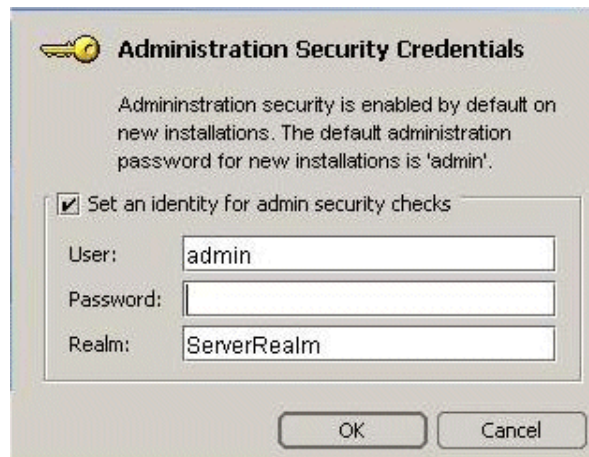 Administration Security Credentials
Admininstration security is enabled by default on
new installations. The default administration
password for new installations is 'admin'.
Set an identity for admin security checks
User: admin
Password:
Realm: ServerRealm
OK Cancel